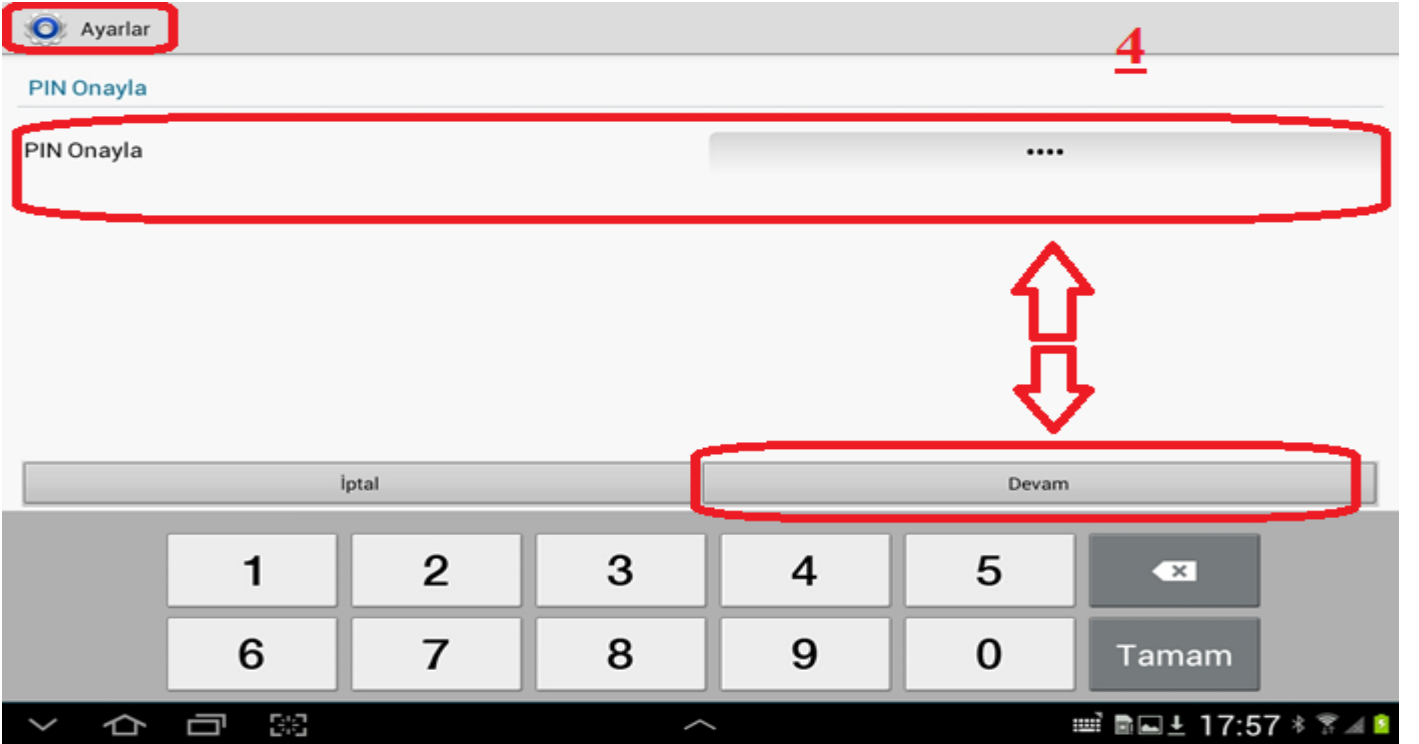 Ayarlar
4
PIN Onayla
PIN Onayla ••••
İptal Devam
1 2 3 4 5
6 7 8 9 0 Tamam
17:57